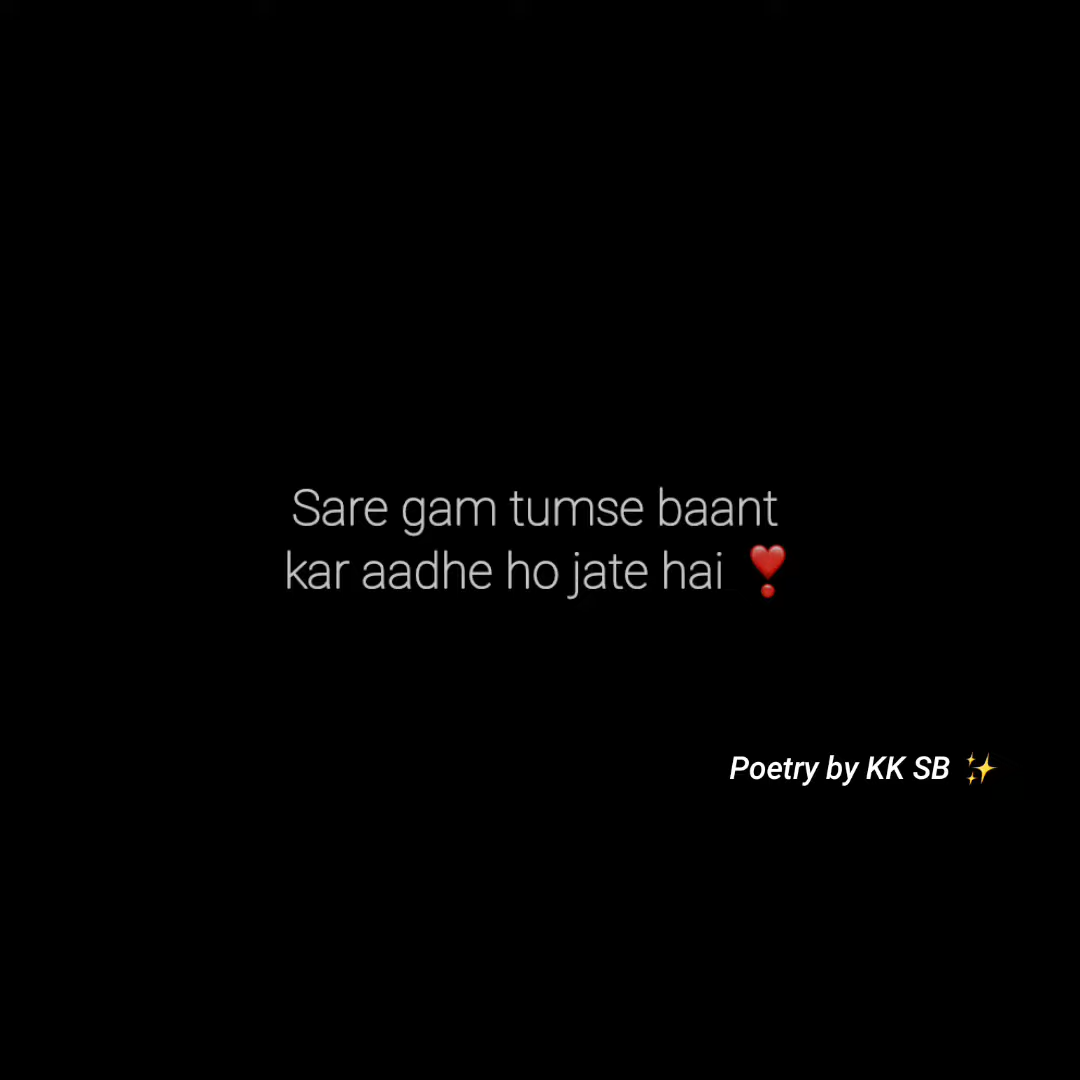 Sare gam tumse baant
kar aadhe ho jate hai ❣️
Poetry by KK SB ✨